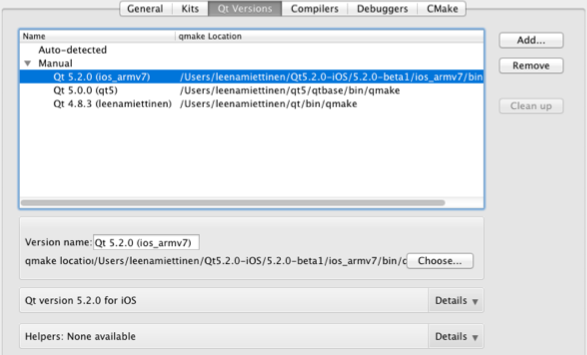 General Kits Qt Versions Compilers Debuggers CMake
Name qmake Location
Auto-detected
Manual
Qt 5.2.0 (ios_armv7) /Users/leenamiettinen/Qt5.2.0-iOS/5.2.0-beta1/ios_armv7/bin
Qt 5.0.0 (qt5) /Users/leenamiettinen/qt5/qtbase/bin/qmake
Qt 4.8.3 (leenamiettinen) /Users/leenamiettinen/qt/bin/qmake
Add...
Remove
Clean up
Version name: Qt 5.2.0 (ios_armv7)
qmake location/Users/leenamiettinen/Qt5.2.0-iOS/5.2.0-beta1/ios_armv7/bin/c Choose...
Qt version 5.2.0 for iOS Details
Helpers: None available Details